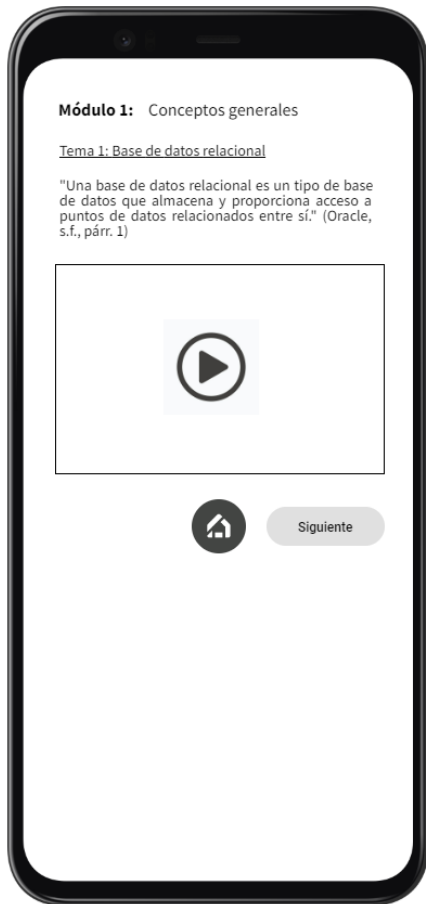 Módulo 1: Conceptos generales
Tema 1: Base de datos relacional
"Una base de datos relacional es un tipo de base
de datos que almacena y proporciona acceso a
puntos de datos relacionados entre sí." (Oracle,
s.f., párr. 1)
Siguiente